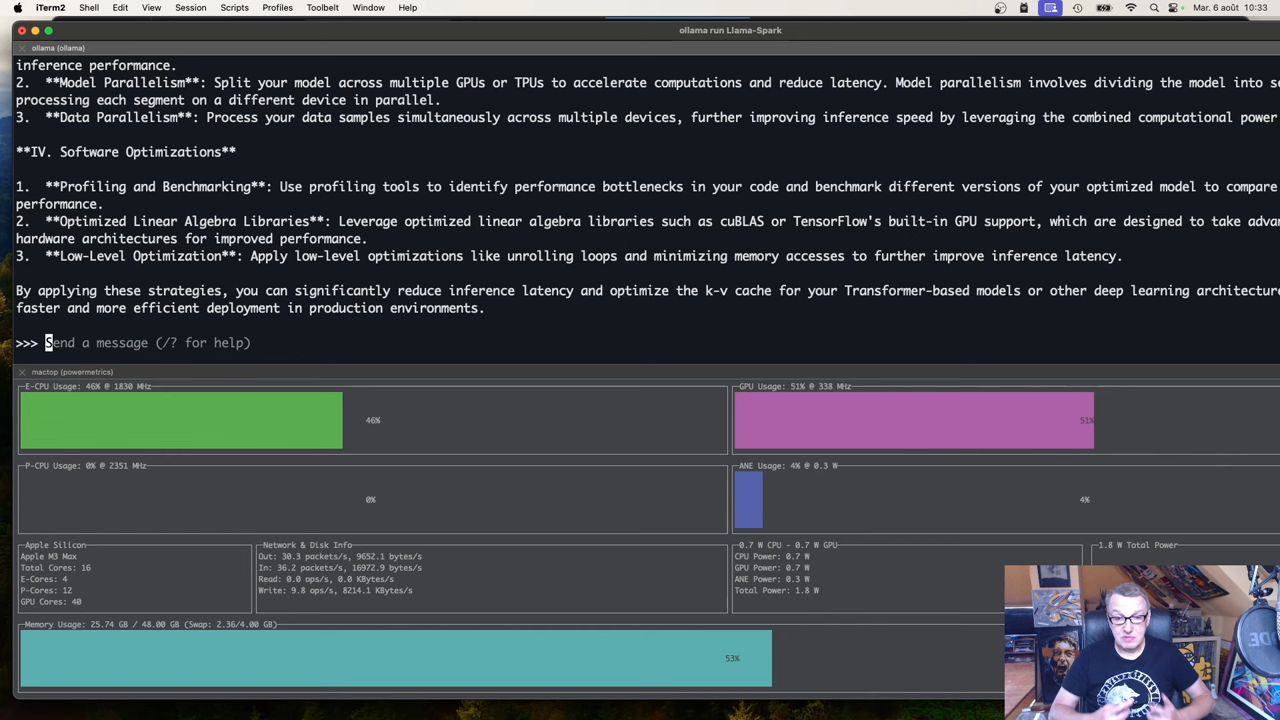 iTerm2 Shell Edit View Session Scripts Profiles Toolbelt Window Help Mar. 6 août 10:33
ollama run Llama-Spark
ollama (ollama)
inference performance.
2. **Model Parallelism**: Split your model across multiple GPUs or TPUs to accelerate computations and reduce latency. Model parallelism involves dividing the model into
processing each segment on a different device in parallel.
3. **Data Parallelism**: Process your data samples simultaneously across multiple devices, further improving inference speed by leveraging the combined computational power
**IV. Software Optimizations**
1. **Profiling and Benchmarking**: Use profiling tools to identify performance bottlenecks in your code and benchmark different versions of your optimized model to compare
performance.
2. **Optimized Linear Algebra Libraries**: Leverage optimized linear algebra libraries such as cuBLAS or TensorFlow's built-in GPU support, which are designed to take adva
hardware architectures for improved performance.
3. **Low-Level Optimization**: Apply low-level optimizations like unrolling loops and minimizing memory accesses to further improve inference latency.
By applying these strategies, you can significantly reduce inference latency and optimize the k-v cache for your Transformer-based models or other deep learning architecture
faster and more efficient deployment in production environments.
>>> Send a message (/? for help)
mactop (powermetrics)
E-CPU Usage: 46% @ 1830 MHz
46%
GPU Usage: 51% @ 338 MHz
51%
P-CPU Usage: 0% @ 2351 MHz
0%
ANE Usage: 4% @ 0.3 W
4%
Apple Silicon
Apple M3 Max
Total Cores: 16
E-Cores: 4
P-Cores: 12
GPU Cores: 40
Network & Disk Info
Out: 30.3 packets/s, 9652.1 bytes/s
In: 36.2 packets/s, 16972.9 bytes/s
Read: 0.0 ops/s, 0.0 KBytes/s
Write: 9.8 ops/s, 8214.1 KBytes/s
0.7 W CPU - 0.7 W GPU
CPU Power: 0.7 W
GPU Power: 0.7 W
ANE Power: 0.3 W
Total Power: 1.8 W
1.8 W Total Power
Memory Usage: 25.74 GB / 48.00 GB (Swap: 2.36/4.00 GB)
53%